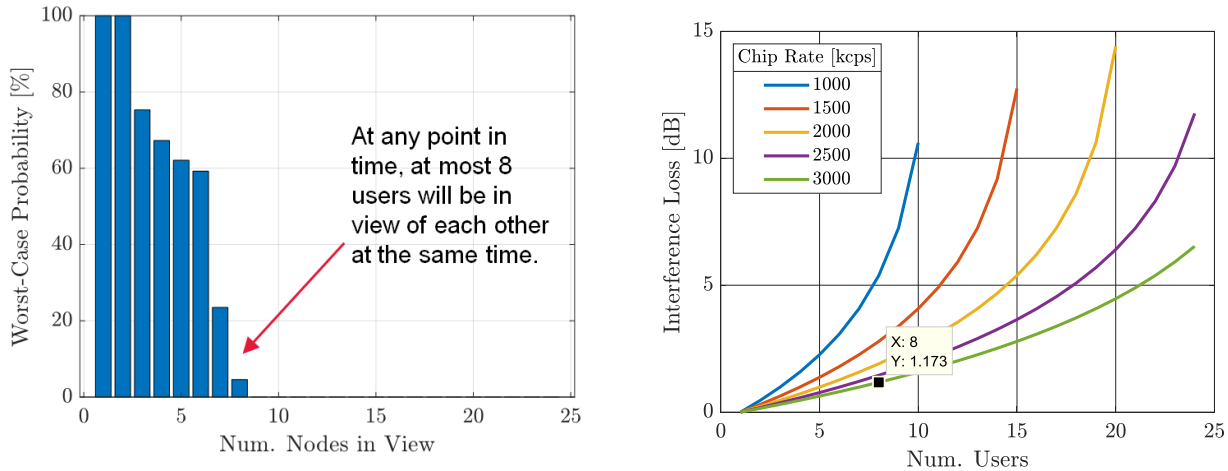 100
80
60
40
20
0
0
5
10
15
20
25
Worst-Case Probability [%]
Num. Nodes in View
At any point in
time, at most 8
users will be in
view of each other
at the same time.
15
10
5
0
0
5
10
15
20
25
Interference Loss [dB]
Num. Users
Chip Rate [kcps]
1000
1500
2000
2500
3000
X: 8
Y: 1.173